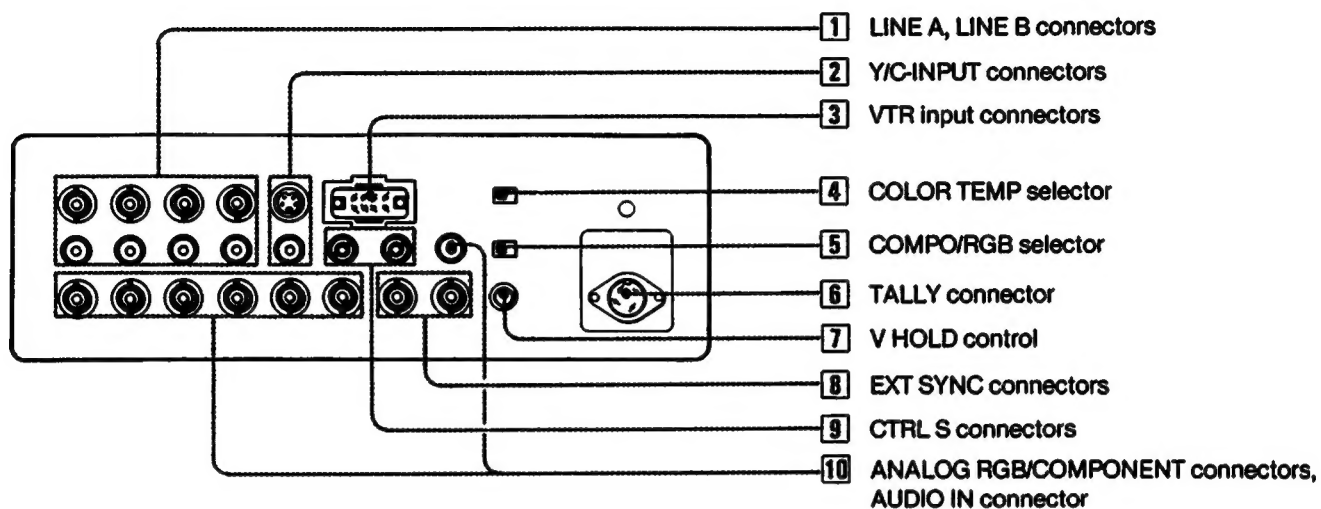 1 LINE A, LINE B connectors
2 Y/C-INPUT connectors
3 VTR input connectors
4 COLOR TEMP selector
5 COMPO/RGB selector
6 TALLY connector
7 V HOLD control
8 EXT SYNC connectors
9 CTRL S connectors
10 ANALOG RGB/COMPONENT connectors,
AUDIO IN connector